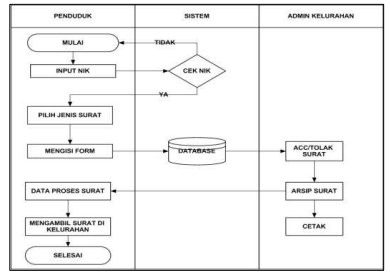 PENDUDUK
SISTEM
ADMIN KELURAHAN
MULAI
TIDAK
INPUT NIK
CEK NIK
YA
PILIH JENIS SURAT
MENGISI FORM
DATABASE
ACC/TOLAK
SURAT
DATA PROSES SURAT
ARSIP SURAT
MENGAMBIL SURAT DI
KELURAHAN
CETAK
SELESAI